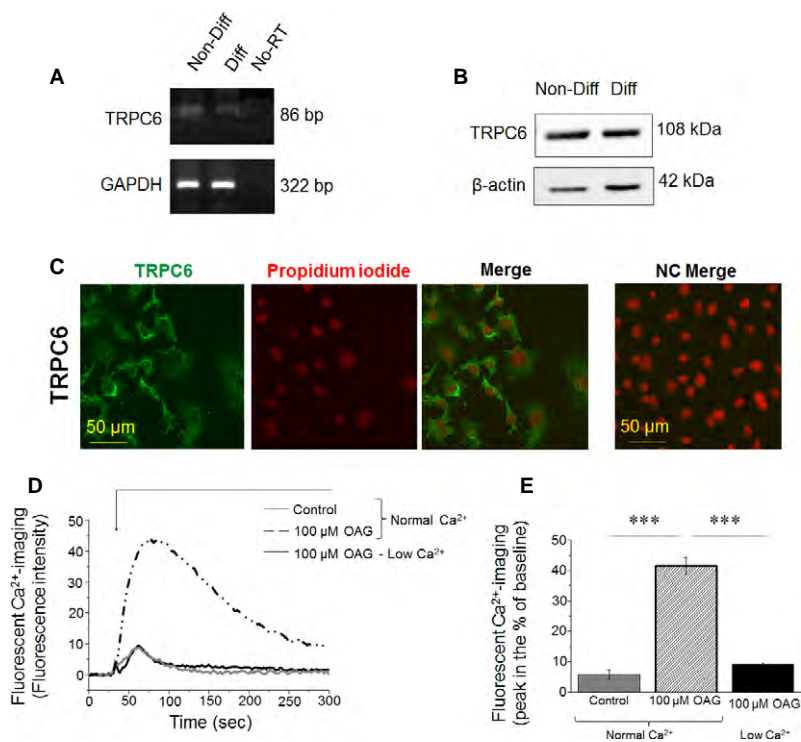 A
Non-Diff
Diff
No-RT
TRPC6
86 bp
GAPDH
322 bp
B
Non-Diff Diff
TRPC6
108 kDa
β-actin
42 kDa
C
TRPC6
Propidium iodide
Merge
NC Merge
TRPC6
50 µm
50 µm
D
Fluorescent Ca²⁺-imaging
(Fluorescence intensity)
50
40
30
20
10
0
0 50 100 150 200 250 300
Time (sec)
Control
100 µM OAG
Normal Ca²⁺
100 µM OAG - Low Ca²⁺
E
Fluorescent Ca²⁺-imaging
(peak in the % of baseline)
50
40
30
20
10
0
*** ***
Control
100 µM OAG
100 µM OAG
Normal Ca²⁺
Low Ca²⁺